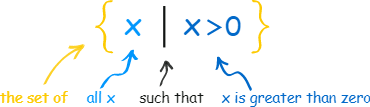 { x | x>0 }
the set of all x such that x is greater than zero